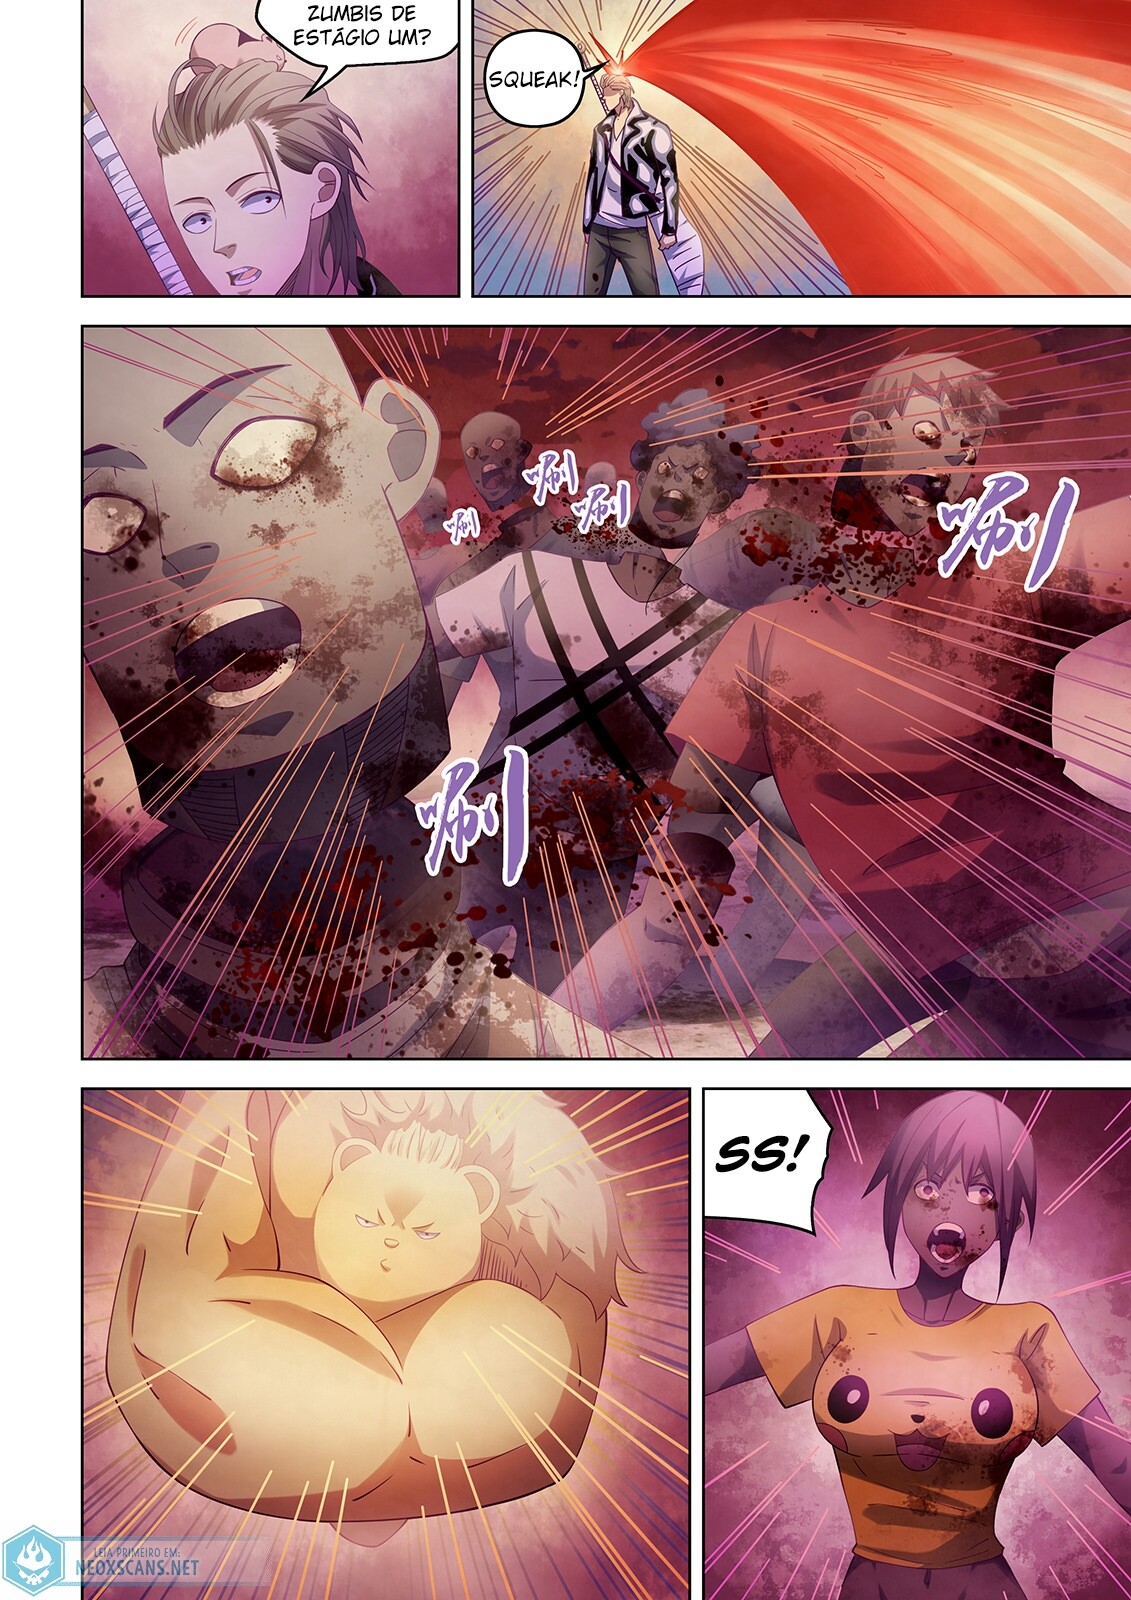 ZUMBIS DE
ESTÁGIO UM?
SQUEAK!
唰
唰
唰
唰
唰
SS!
LEIA PRIMEIRO EM:
NEOXSCANS.NET